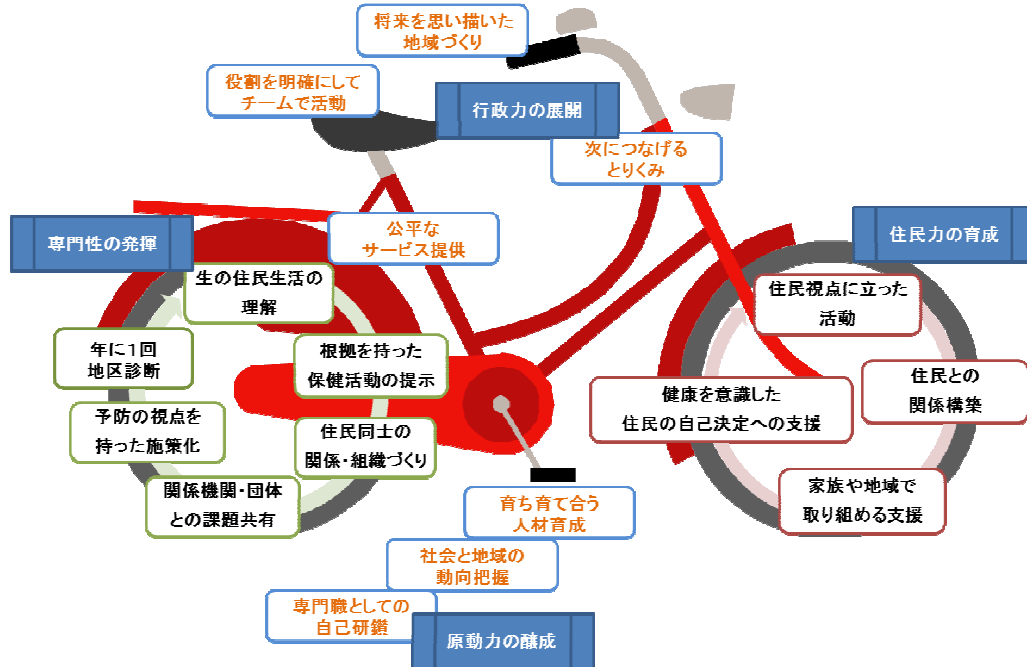 将来を思い描いた
地域づくり
役割を明確にして
チームで活動
行政力の展開
次につなげる
とりくみ
公平な
サービス提供
専門性の発揮
生の住民生活の
理解
年に1回
地区診断
根拠を持った
保健活動の提示
予防の視点を
持った施策化
住民同士の
関係・組織づくり
関係機関・団体
との課題共有
住民力の育成
住民視点に立った
活動
住民との
関係構築
健康を意識した
住民の自己決定への支援
家族や地域で
取り組める支援
育ち育て合う
人材育成
社会と地域の
動向把握
専門職としての
自己研鑽
原動力の醸成